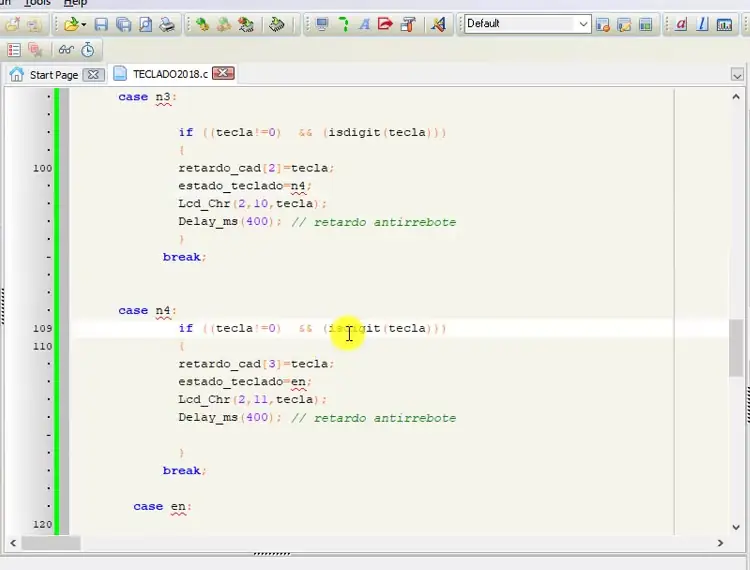 Tools Help
Default
Start Page TECLADO2018.c
case n3:
if ((tecla!=0) && (isdigit(tecla)))
{
100 retardo_cad[2]=tecla;
estado_teclado=n4;
Lcd_Chr(2,10,tecla);
Delay_ms(400); // retardo antirrebote
}
break;
case n4:
109 if ((tecla!=0) && (isdigit(tecla)))
110 {
retardo_cad[3]=tecla;
estado_teclado=en;
Lcd_Chr(2,11,tecla);
Delay_ms(400); // retardo antirrebote
}
break;
case en:
120